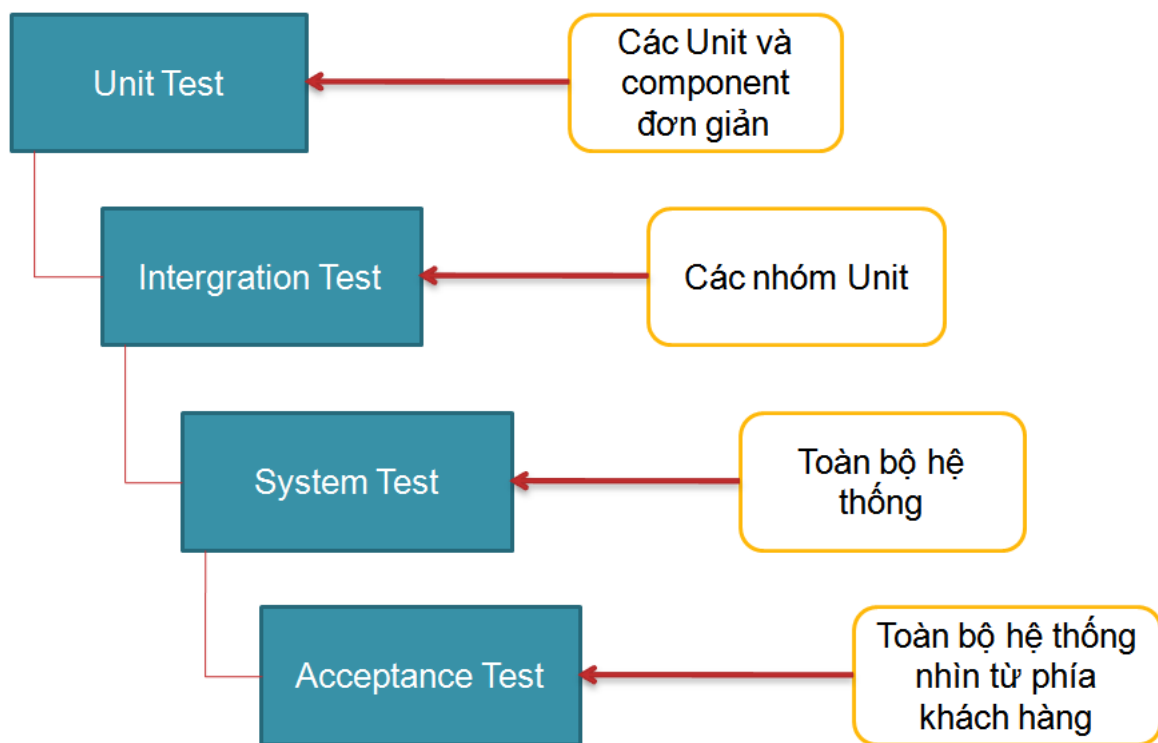 Unit Test
Các Unit và
component
đơn giản
Intergration Test
Các nhóm Unit
System Test
Toàn bộ hệ
thống
Acceptance Test
Toàn bộ hệ thống
nhìn từ phía
khách hàng